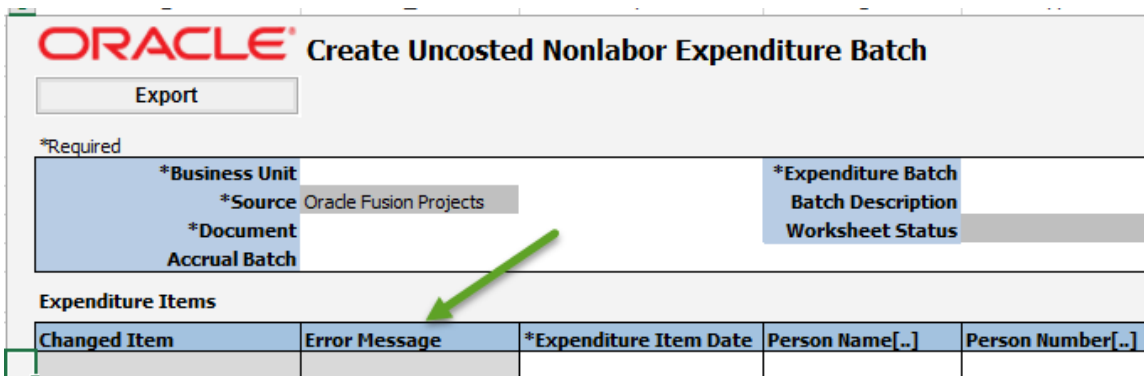 ORACLE Create Uncosted Nonlabor Expenditure Batch
Export
*Required
*Business Unit *Expenditure Batch
*Source Oracle Fusion Projects Batch Description
*Document Worksheet Status
Accrual Batch
Expenditure Items
Changed Item Error Message *Expenditure Item Date Person Name[..] Person Number[..]